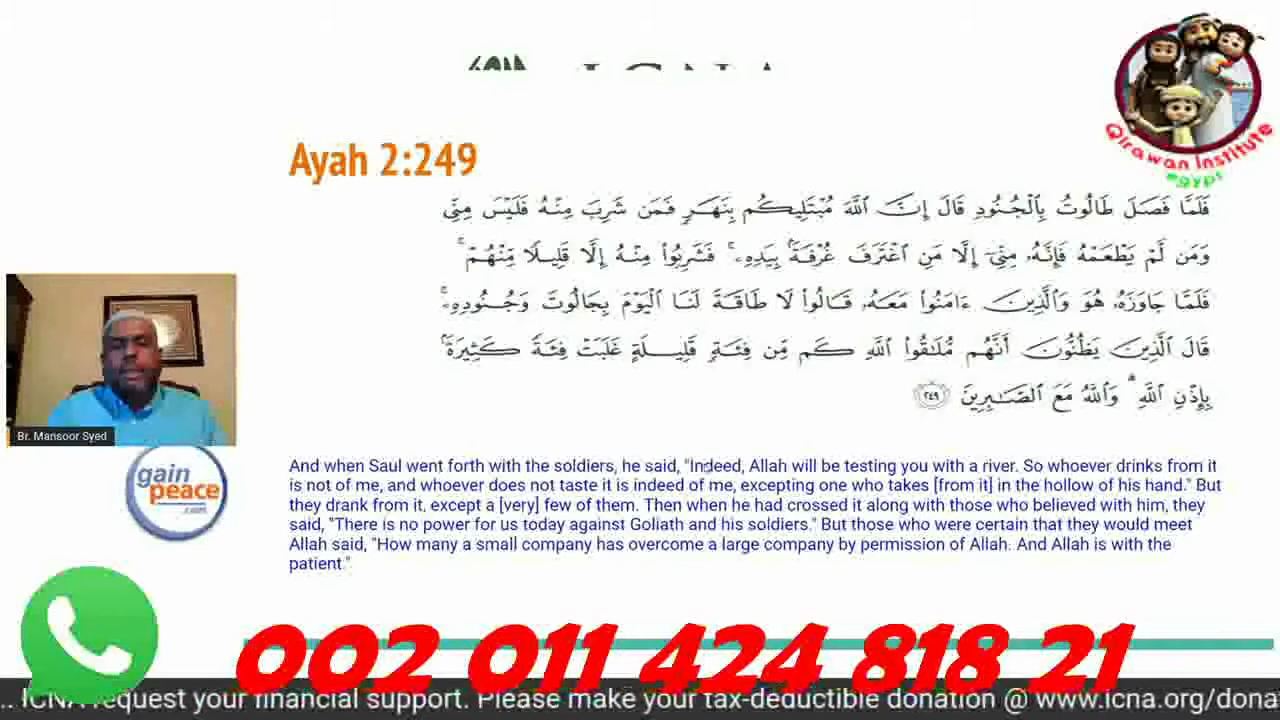 ICNA
Qirawan Institute
egypt
Ayah 2:249
فَلَمَّا فَصَلَ طَالُوتُ بِالْجُنُودِ قَالَ إِنَّ اللَّهَ مُبْتَلِيكُم بِنَهَرٍ فَمَن شَرِبَ مِنْهُ فَلَيْسَ مِنِّي
وَمَن لَّمْ يَطْعَمْهُ فَإِنَّهُ مِنِّي إِلَّا مَنِ اغْتَرَفَ غُرْفَةً بِيَدِهِ ۚ فَشَرِبُوا مِنْهُ إِلَّا قَلِيلًا مِّنْهُمْ ۚ
فَلَمَّا جَاوَزَهُ هُوَ وَالَّذِينَ ءَامَنُوا مَعَهُ قَالُوا لَا طَاقَةَ لَنَا الْيَوْمَ بِجَالُوتَ وَجُنُودِهِ ۚ
قَالَ الَّذِينَ يَظُنُّونَ أَنَّهُم مُّلَاقُوا اللَّهِ كَم مِّن فِئَةٍ قَلِيلَةٍ غَلَبَتْ فِئَةً كَثِيرَةً
بِإِذْنِ اللَّهِ ۗ وَاللَّهُ مَعَ الصَّابِرِينَ ٢٤٩
Br. Mansoor Syed
gain
peace
.com
And when Saul went forth with the soldiers, he said, "Indeed, Allah will be testing you with a river. So whoever drinks from it
is not of me, and whoever does not taste it is indeed of me, excepting one who takes [from it] in the hollow of his hand." But
they drank from it, except a [very] few of them. Then when he had crossed it along with those who believed with him, they
said, "There is no power for us today against Goliath and his soldiers." But those who were certain that they would meet
Allah said, "How many a small company has overcome a large company by permission of Allah. And Allah is with the
patient."
002 011 424 818 21
.. ICNA request your financial support. Please make your tax-deductible donation @ www.icna.org/dona